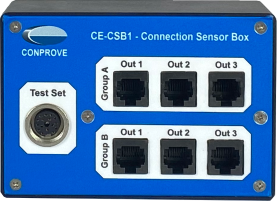 CONPROVE
CE-CSB1 - Connection Sensor Box
Test Set
Group A
Out 1 Out 2 Out 3
Group B
Out 1 Out 2 Out 3